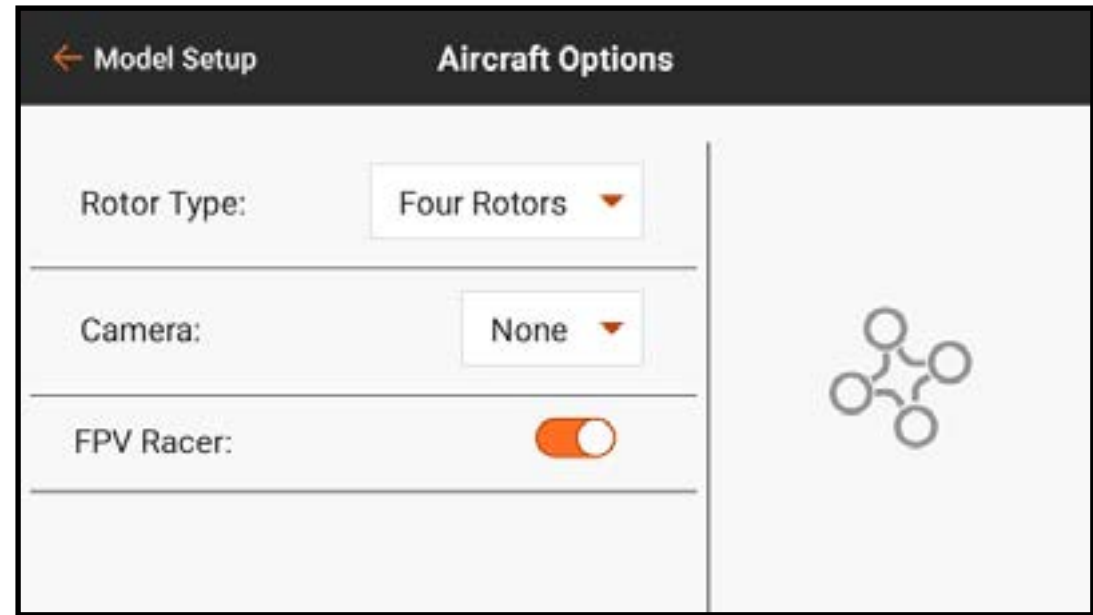 Model Setup Aircraft Options
Rotor Type: Four Rotors
Camera: None
FPV Racer: